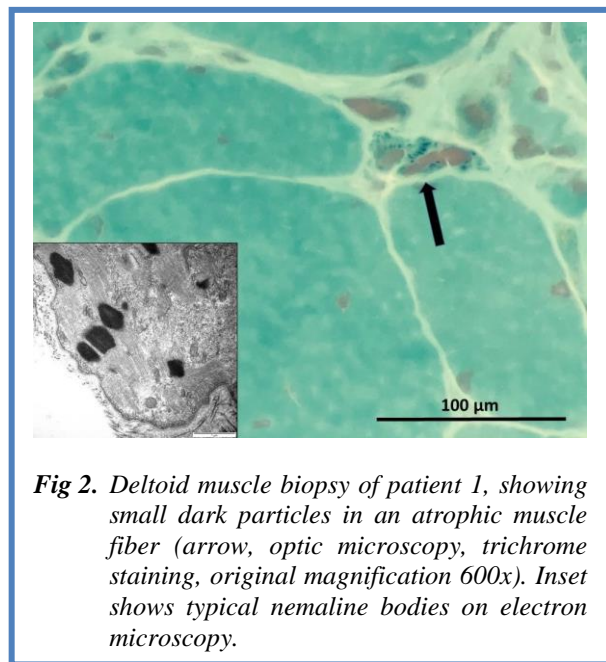 100 µm
Fig 2. Deltoid muscle biopsy of patient 1, showing
small dark particles in an atrophic muscle
fiber (arrow, optic microscopy, trichrome
staining, original magnification 600x). Inset
shows typical nemaline bodies on electron
microscopy.